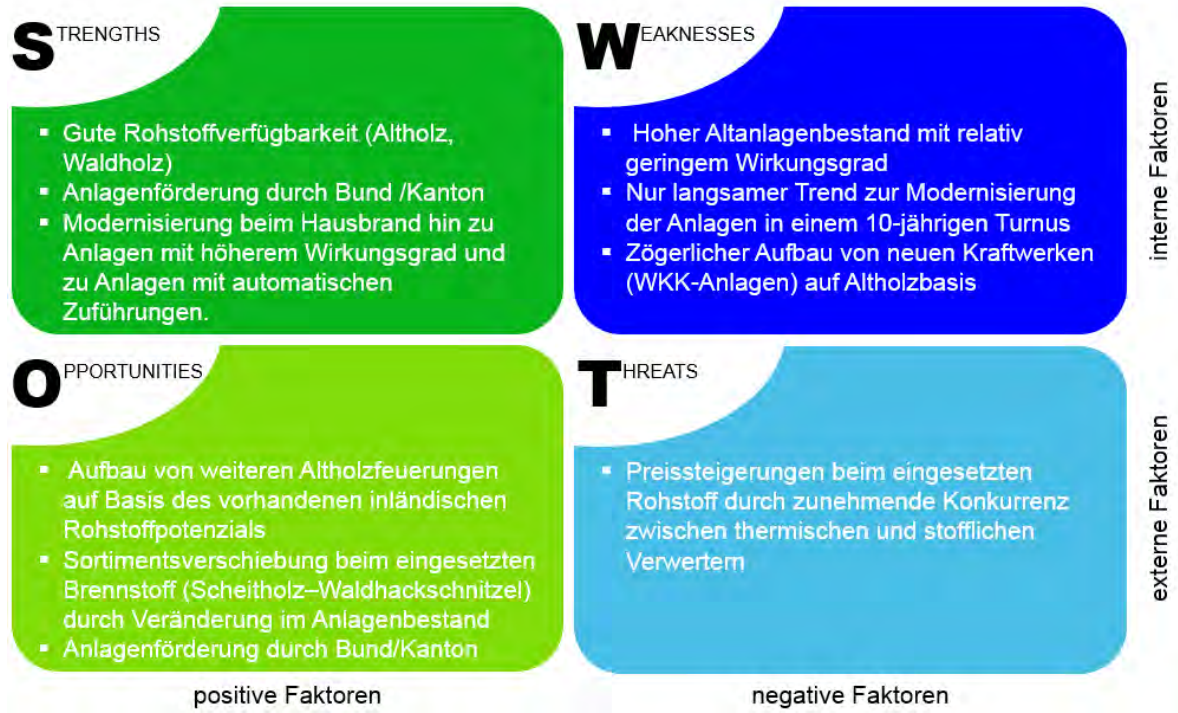 STRENGTHS
▪ Gute Rohstoffverfügbarkeit (Altholz,
Waldholz)
▪ Anlagenförderung durch Bund /Kanton
▪ Modernisierung beim Hausbrand hin zu
Anlagen mit höherem Wirkungsgrad und
zu Anlagen mit automatischen
Zuführungen.
WEAKNESSES
▪ Hoher Altanlagenbestand mit relativ
geringem Wirkungsgrad
▪ Nur langsamer Trend zur Modernisierung
der Anlagen in einem 10-jährigen Turnus
▪ Zögerlicher Aufbau von neuen Kraftwerken
(WKK-Anlagen) auf Altholzbasis
interne Faktoren
OPPORTUNITIES
▪ Aufbau von weiteren Altholzfeuerungen
auf Basis des vorhandenen inländischen
Rohstoffpotenzials
▪ Sortimentsverschiebung beim eingesetzten
Brennstoff (Scheitholz–Waldhackschnitzel)
durch Veränderung im Anlagenbestand
▪ Anlagenförderung durch Bund/Kanton
THREATS
▪ Preissteigerungen beim eingesetzten
Rohstoff durch zunehmende Konkurrenz
zwischen thermischen und stofflichen
Verwertern
externe Faktoren
positive Faktoren
negative Faktoren